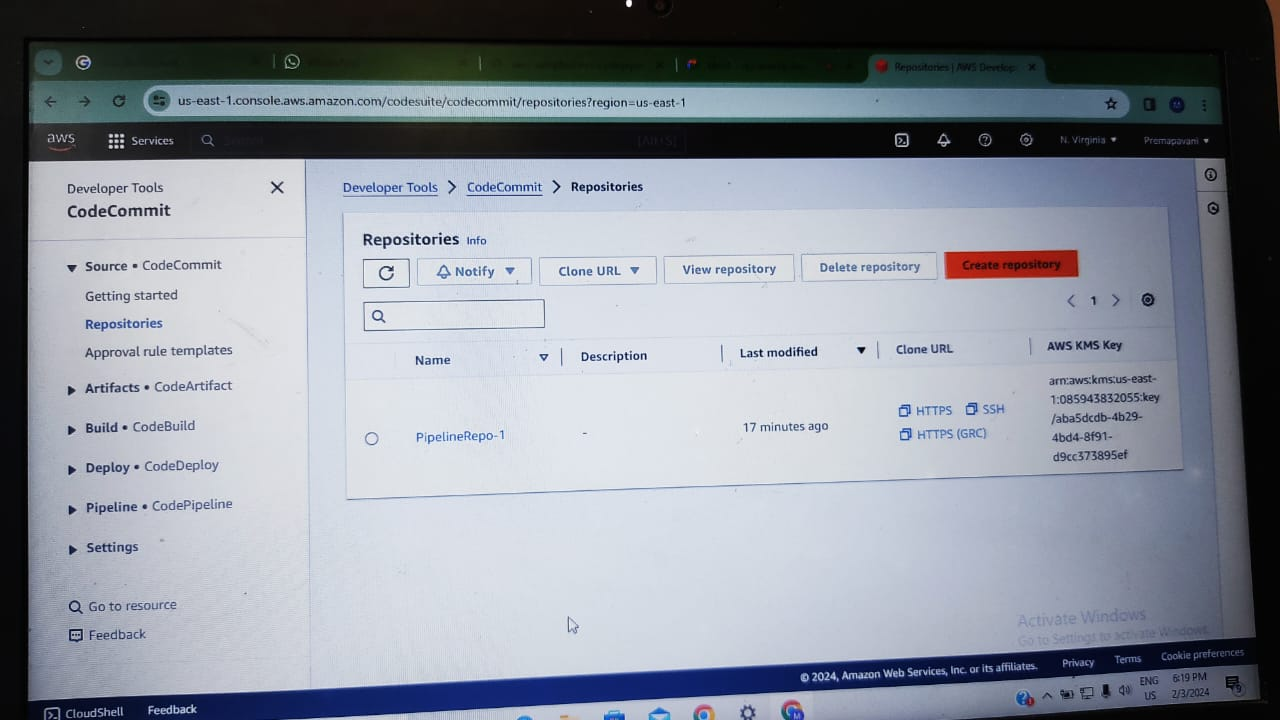 Repositories | AWS Develop
us-east-1.console.aws.amazon.com/codesuite/codecommit/repositories?region=us-east-1
aws Services [Alt+S] N. Virginia Premapavani
Developer Tools
CodeCommit
Source • CodeCommit
Getting started
Repositories
Approval rule templates
Artifacts • CodeArtifact
Build • CodeBuild
Deploy • CodeDeploy
Pipeline • CodePipeline
Settings
Go to resource
Feedback
Developer Tools > CodeCommit > Repositories
Repositories Info
Notify Clone URL View repository Delete repository Create repository
1
Name Description Last modified Clone URL AWS KMS Key
PipelineRepo-1 - 17 minutes ago HTTPS SSH
HTTPS (GRC)
arn:aws:kms:us-east-
1:085943832055:key
/aba5dcdb-4b29-
4bd4-8f91-
d9cc373895ef
Activate Windows
Go to Settings to activate Windows.
CloudShell Feedback © 2024, Amazon Web Services, Inc. or its affiliates. Privacy Terms Cookie preferences
ENG 6:19 PM
US 2/3/2024